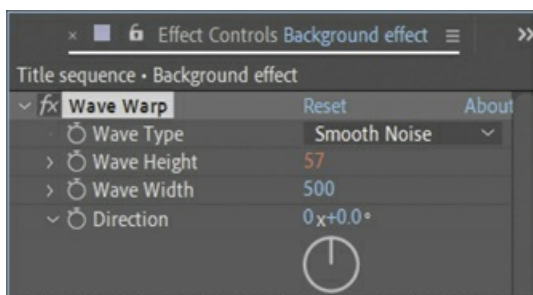 Effect Controls Background effect
Title sequence • Background effect
fx Wave Warp Reset About
Wave Type Smooth Noise
Wave Height 57
Wave Width 500
Direction 0x+0.0°